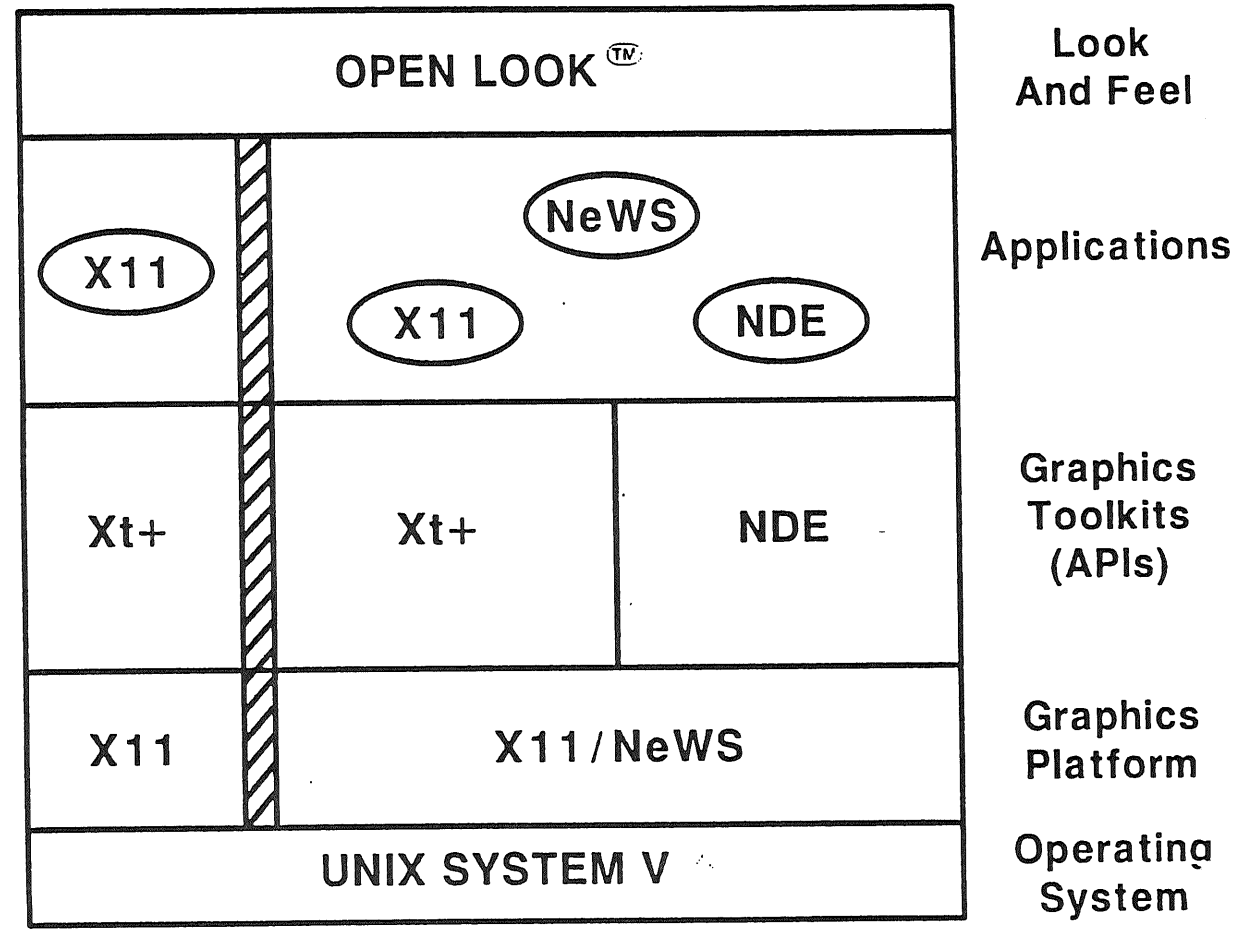 OPEN LOOK™
Look
And Feel
NeWS
X11
X11
NDE
Applications
Xt+
Xt+
NDE
Graphics
Toolkits
(APIs)
X11
X11/NeWS
Graphics
Platform
UNIX SYSTEM V
Operating
System